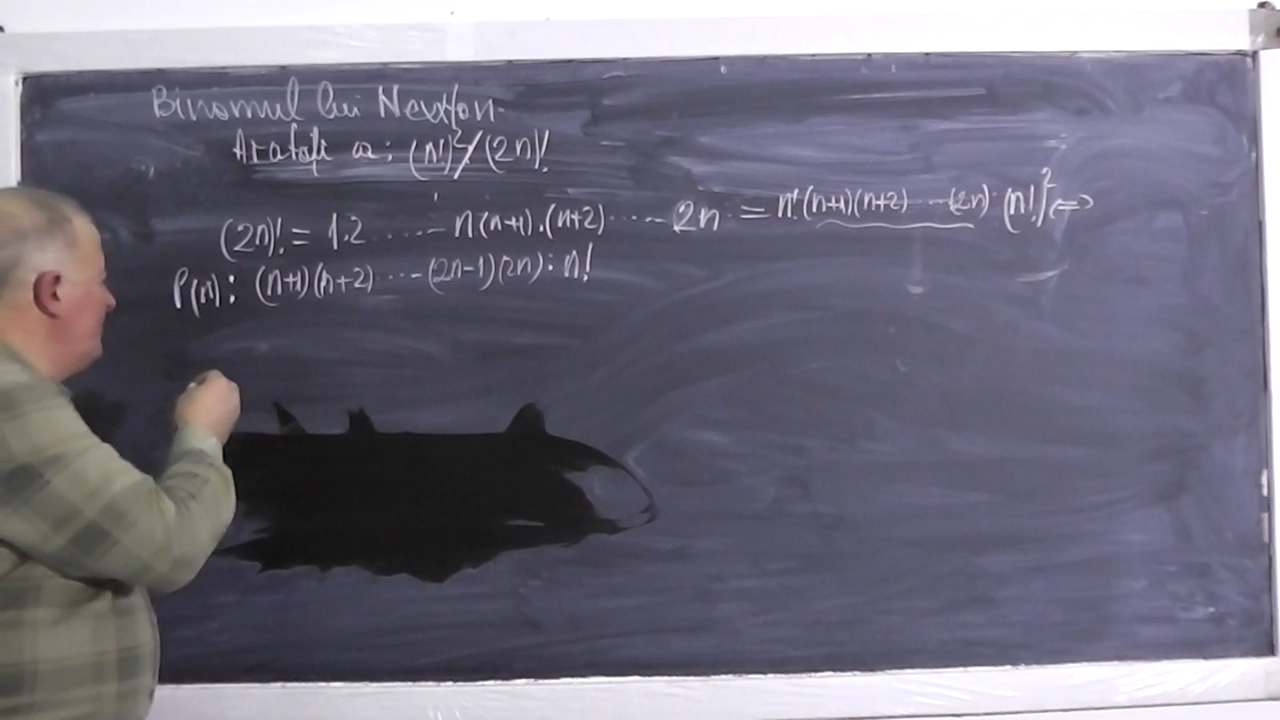 Binomul lui Newton.
Arataţi că: (n!)²/(2n)!
(2n)! = 1.2 ...... n(n+1).(n+2) ..... 2n = n!(n+1)(n+2) ...(2n) ⋮ (n!)² <=>
P(n): (n+1)(n+2) ....(2n-1)(2n) ⋮ n!